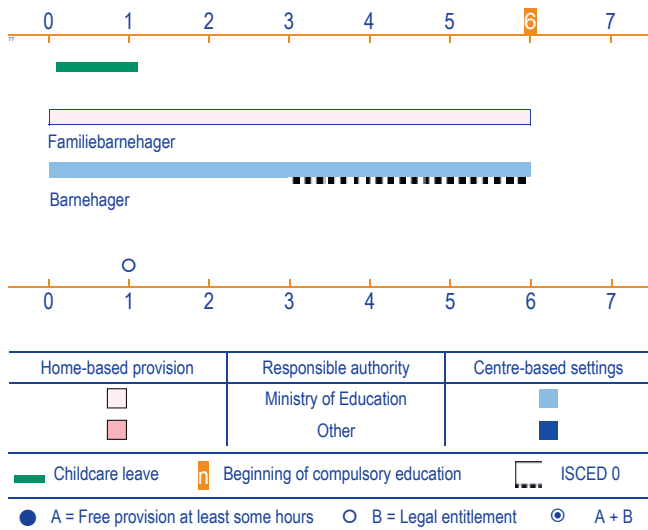 0 1 2 3 4 5 6 7
77
Familiebarnehager
Barnehager
0 1 2 3 4 5 6 7
Home-based provision Responsible authority Centre-based settings
Ministry of Education
Other
Childcare leave n Beginning of compulsory education ISCED 0
A = Free provision at least some hours B = Legal entitlement A + B